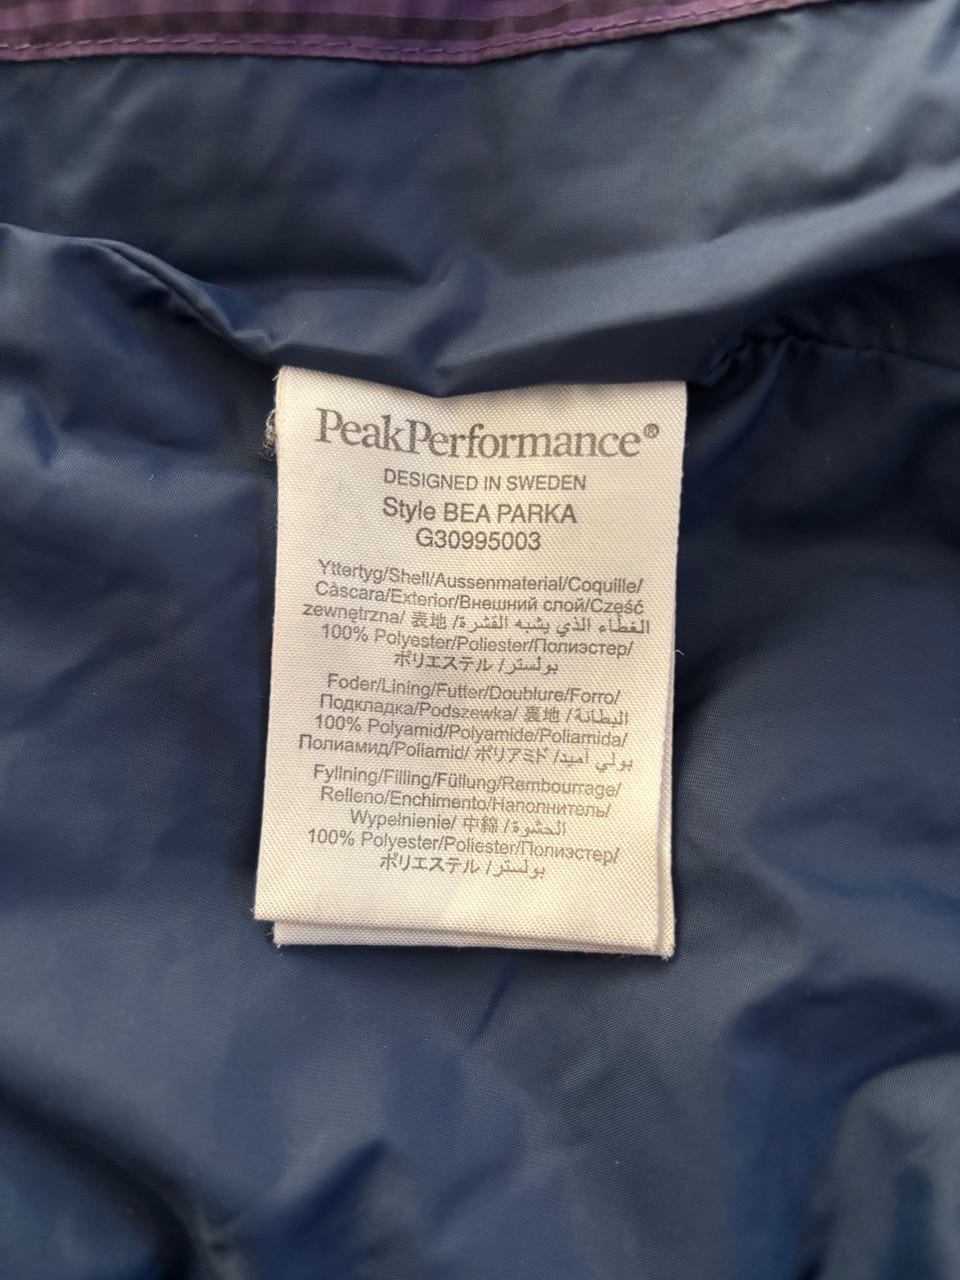 PeakPerformance®
DESIGNED IN SWEDEN
Style BEA PARKA
G30995003
Yttertyg/Shell/Aussenmaterial/Coquille/
Càscara/Exterior/Внешний слой/Część
zewnętrzna/ 表地 /الغطاء الذي يشبه القشرة/
100% Polyester/Poliester/Полиэстер/
ポリエステル /بولستر/
Foder/Lining/Futter/Doublure/Forro/
Подкладка/Podszewka/ 裏地 /البطانة/
100% Polyamid/Polyamide/Poliamida/
Полиамид/Poliamid/ ポリアミド /بولي أميد/
Fyllning/Filling/Füllung/Rembourrage/
Relleno/Enchimento/Наполнитель/
Wypełnienie/ 中綿 /الحشوة/
100% Polyester/Poliester/Полиэстер/
ポリエステル /بولستر/